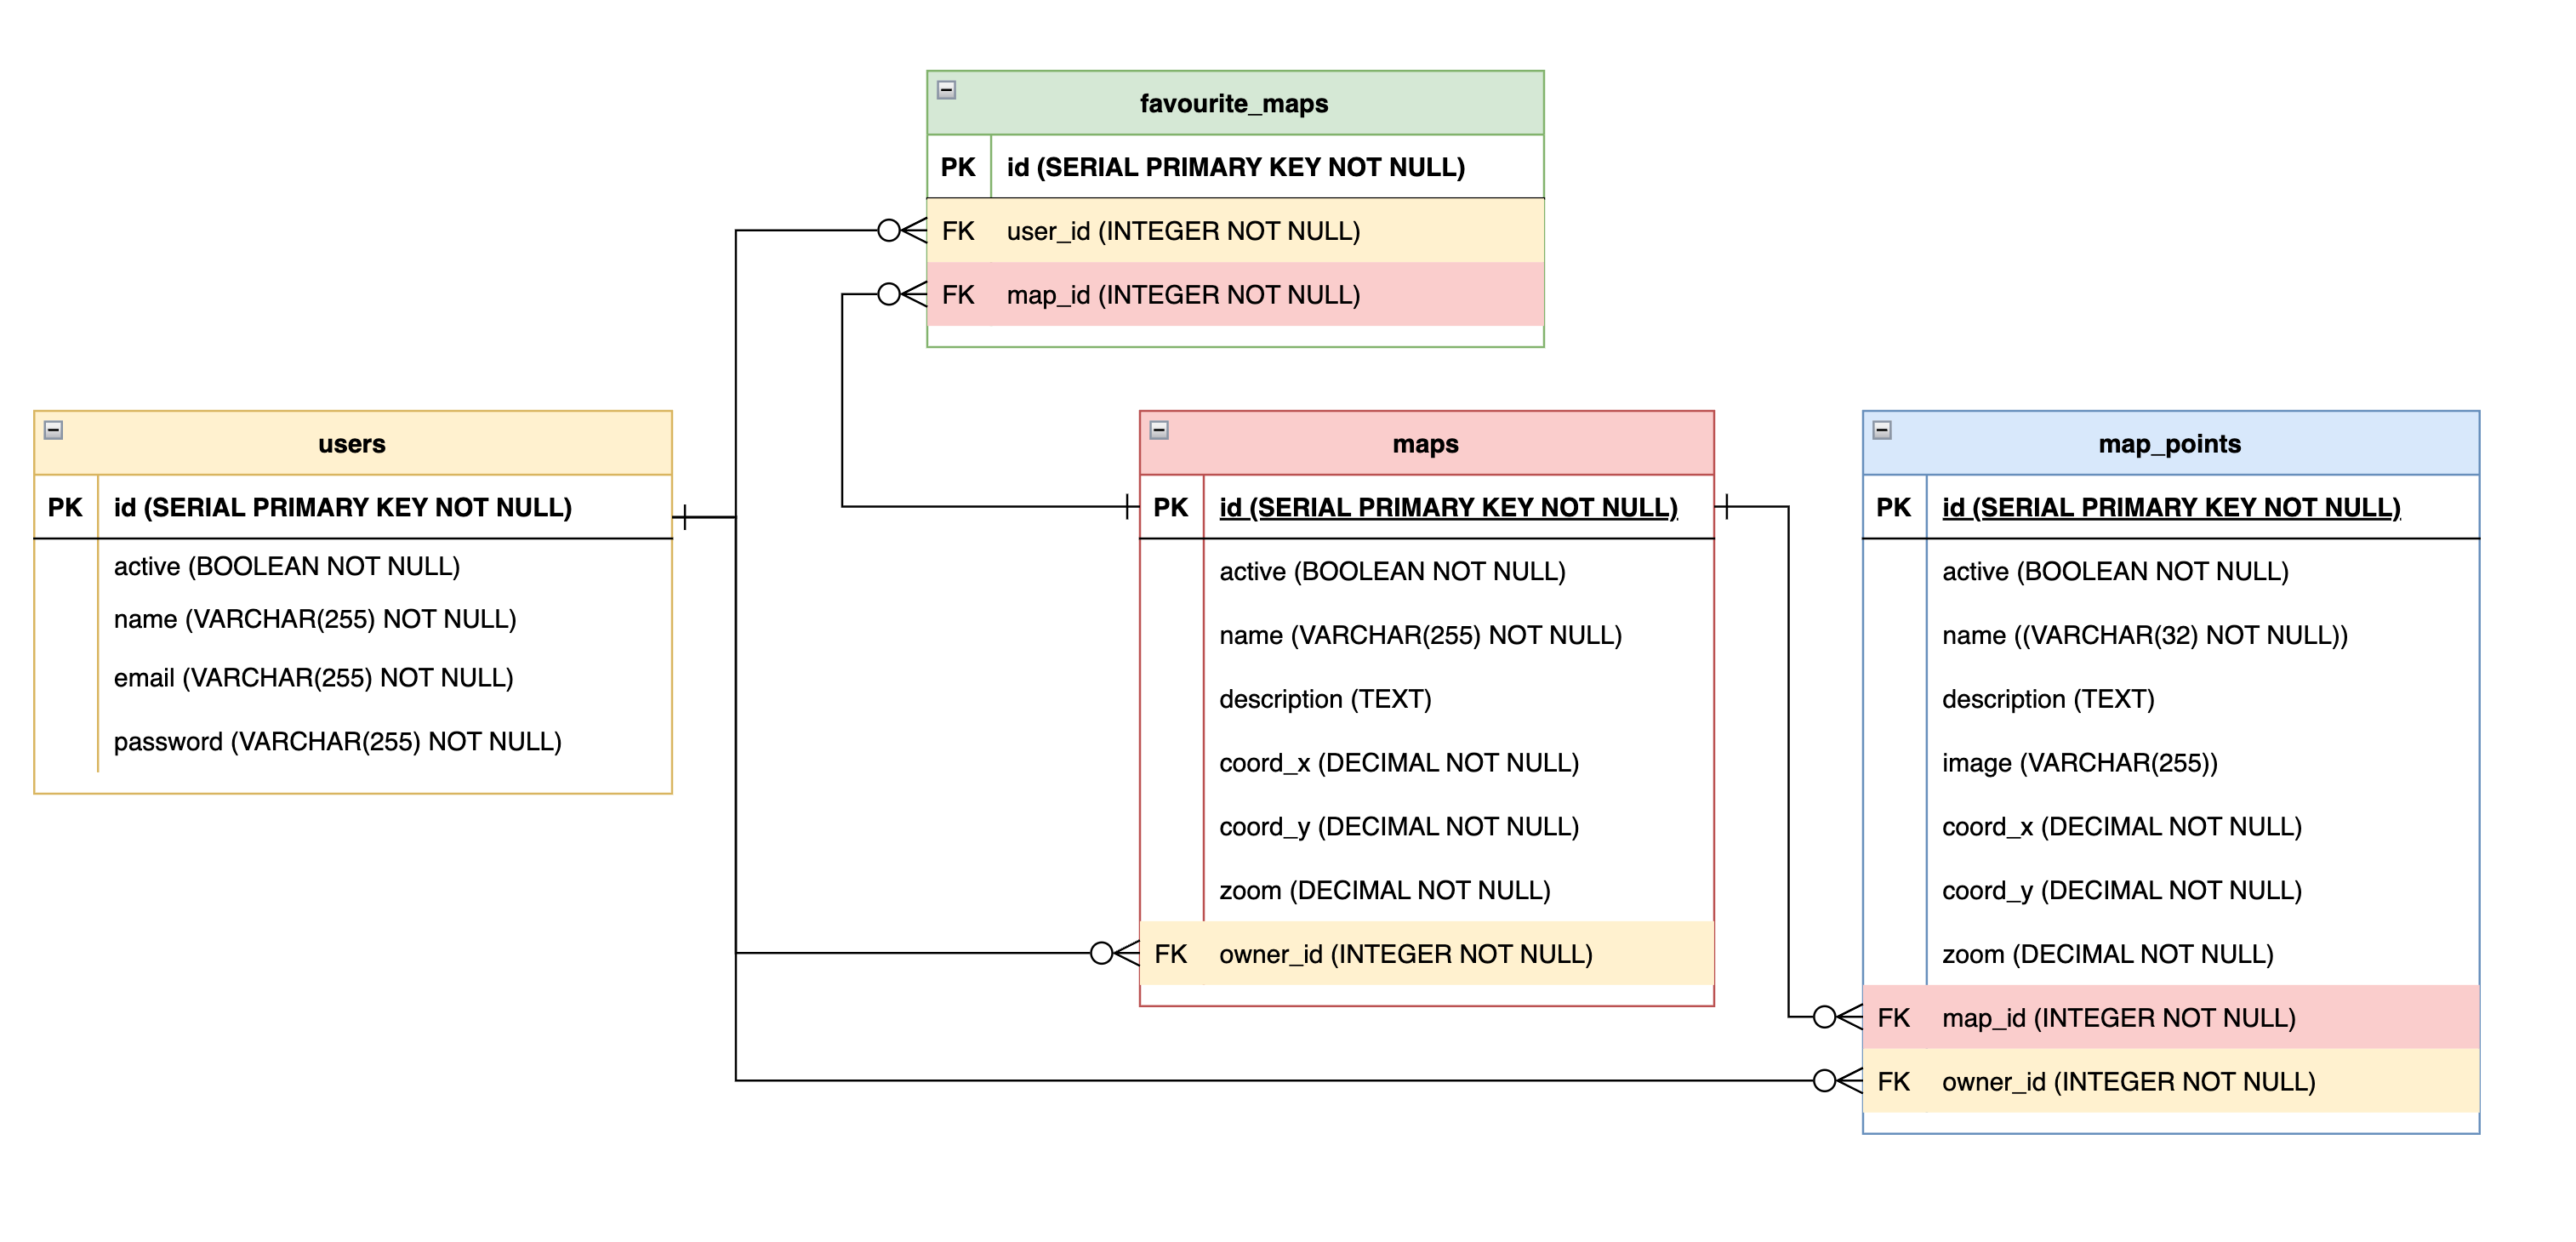 favourite_maps
PK id (SERIAL PRIMARY KEY NOT NULL)
FK user_id (INTEGER NOT NULL)
FK map_id (INTEGER NOT NULL)
users
PK id (SERIAL PRIMARY KEY NOT NULL)
active (BOOLEAN NOT NULL)
name (VARCHAR(255) NOT NULL)
email (VARCHAR(255) NOT NULL)
password (VARCHAR(255) NOT NULL)
maps
PK id (SERIAL PRIMARY KEY NOT NULL)
active (BOOLEAN NOT NULL)
name (VARCHAR(255) NOT NULL)
description (TEXT)
coord_x (DECIMAL NOT NULL)
coord_y (DECIMAL NOT NULL)
zoom (DECIMAL NOT NULL)
FK owner_id (INTEGER NOT NULL)
map_points
PK id (SERIAL PRIMARY KEY NOT NULL)
active (BOOLEAN NOT NULL)
name ((VARCHAR(32) NOT NULL))
description (TEXT)
image (VARCHAR(255))
coord_x (DECIMAL NOT NULL)
coord_y (DECIMAL NOT NULL)
zoom (DECIMAL NOT NULL)
FK map_id (INTEGER NOT NULL)
FK owner_id (INTEGER NOT NULL)